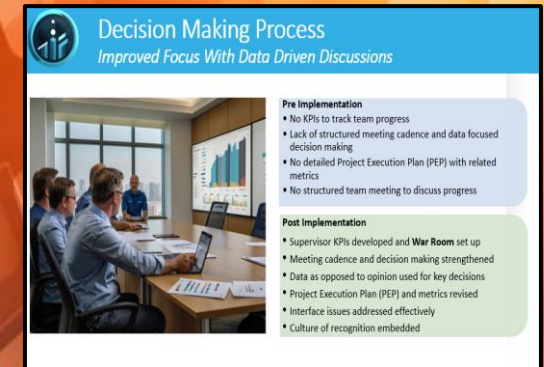 Decision Making Process
Improved Focus With Data Driven Discussions
Pre Implementation
• No KPIs to track team progress
• Lack of structured meeting cadence and data focused
decision making
• No detailed Project Execution Plan (PEP) with related
metrics
• No structured team meeting to discuss progress
Post Implementation
• Supervisor KPIs developed and War Room set up
• Meeting cadence and decision making strengthened
• Data as opposed to opinion used for key decisions
• Project Execution Plan (PEP) and metrics revised
• Interface issues addressed effectively
• Culture of recognition embedded